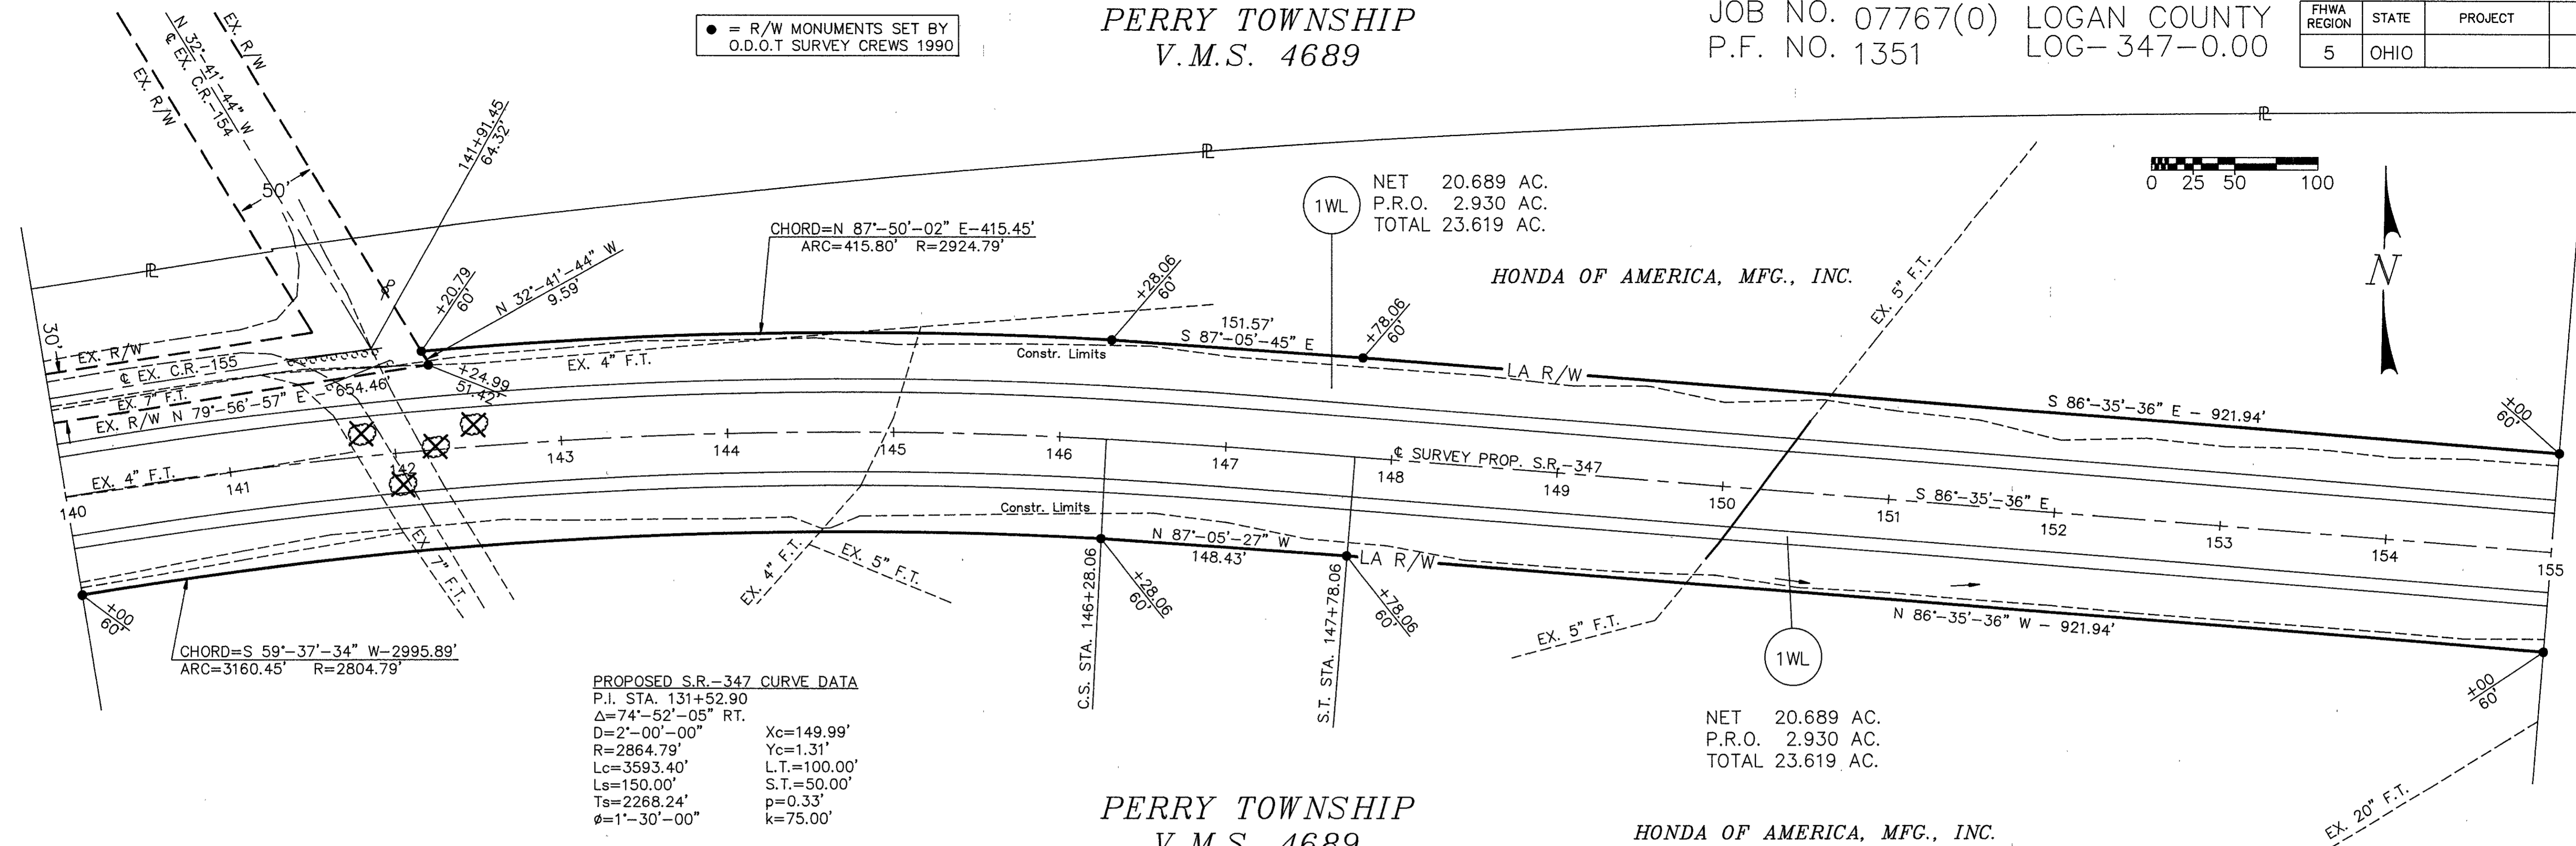 ● = R/W MONUMENTS SET BY
O.D.O.T SURVEY CREWS 1990
PERRY TOWNSHIP
V.M.S. 4689
JOB NO. 07767(0) LOGAN COUNTY
P.F. NO. 1351 LOG-347-0.00
FHWA REGION STATE PROJECT
5 OHIO
EX. R/W
N 32°-41'-44" W
℄ EX. C.R.-154
EX. R/W
50'
141+91.45
64.32'
+20.79
60'
N 32°-41'-44" W
9.59'
CHORD=N 87°-50'-02" E-415.45'
ARC=415.80' R=2924.79'
1WL
NET 20.689 AC.
P.R.O. 2.930 AC.
TOTAL 23.619 AC.
HONDA OF AMERICA, MFG., INC.
0 25 50 100
N
℄ SURVEY PROP. S.R.-347
PL
PL
PL
30'
EX. R/W
℄ EX. C.R.-155
EX. 7" F.T.
EX. R/W N 79°-56'-57" E - 654.46'
+24.99
51.42'
EX. 4" F.T.
Constr. Limits
+28.06
60'
151.57'
S 87°-05'-45" E
+78.06
60'
LA R/W
EX. 5" F.T.
S 86°-35'-36" E - 921.94'
+00
60'
EX. 4" F.T.
140
141
142
143
144
145
146
147
148
149
150
151
152
153
154
155
S 86°-35'-36" E
Constr. Limits
N 87°-05'-27" W
148.43'
LA R/W
N 86°-35'-36" W - 921.94'
+00
60'
EX. 7" F.T.
EX. 4" F.T.
EX. 5" F.T.
C.S. STA. 146+28.06
+28.06
60'
S.T. STA. 147+78.06
+78.06
60'
EX. 5" F.T.
1WL
NET 20.689 AC.
P.R.O. 2.930 AC.
TOTAL 23.619 AC.
+00
60'
CHORD=S 59°-37'-34" W-2995.89'
ARC=3160.45' R=2804.79'
PROPOSED S.R.-347 CURVE DATA
P.I. STA. 131+52.90
Δ=74°-52'-05" RT.
D=2°-00'-00" Xc=149.99'
R=2864.79' Yc=1.31'
Lc=3593.40' L.T.=100.00'
Ls=150.00' S.T.=50.00'
Ts=2268.24' p=0.33'
ø=1°-30'-00" k=75.00'
PERRY TOWNSHIP
V.M.S. 4689
HONDA OF AMERICA, MFG., INC.
EX. 20" F.T.